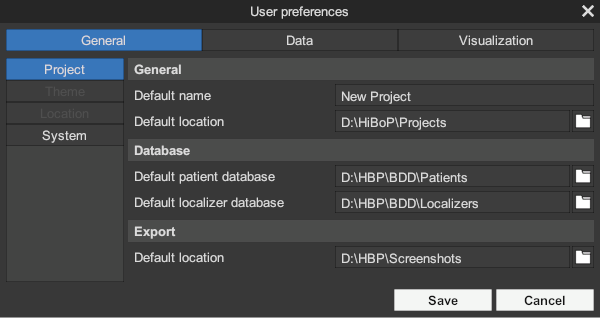 User preferences
General Data Visualization
Project
Theme
Location
System
General
Default name New Project
Default location D:\HiBoP\Projects
Database
Default patient database D:\HBP\BDD\Patients
Default localizer database D:\HBP\BDD\Localizers
Export
Default location D:\HBP\Screenshots
Save Cancel